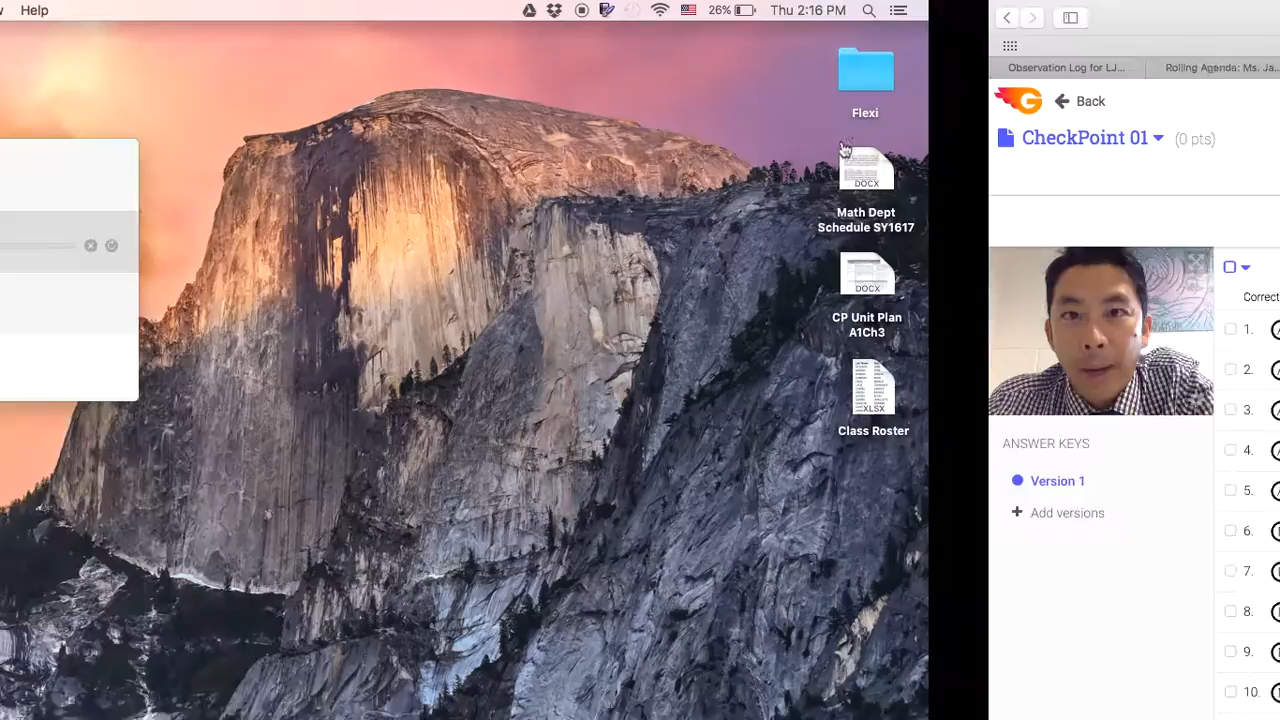 Help
26%
Thu 2:16 PM
Flexi
DOCX
Math Dept
Schedule SY1617
DOCX
CP Unit Plan
A1Ch3
XLSX
Class Roster
Observation Log for LJ...
Rolling Agenda: Ms. Ja...
G
Back
CheckPoint 01
(0 pts)
Correct
ANSWER KEYS
Version 1
Add versions
1.
2.
3.
4.
5.
6.
7.
8.
9.
10.